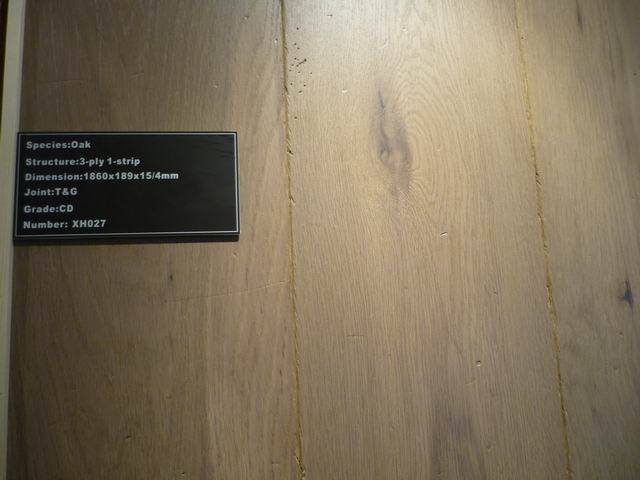 Species:Oak
Structure:3-ply 1-strip
Dimension:1860x189x15/4mm
Joint:T&G
Grade:CD
Number: XH027